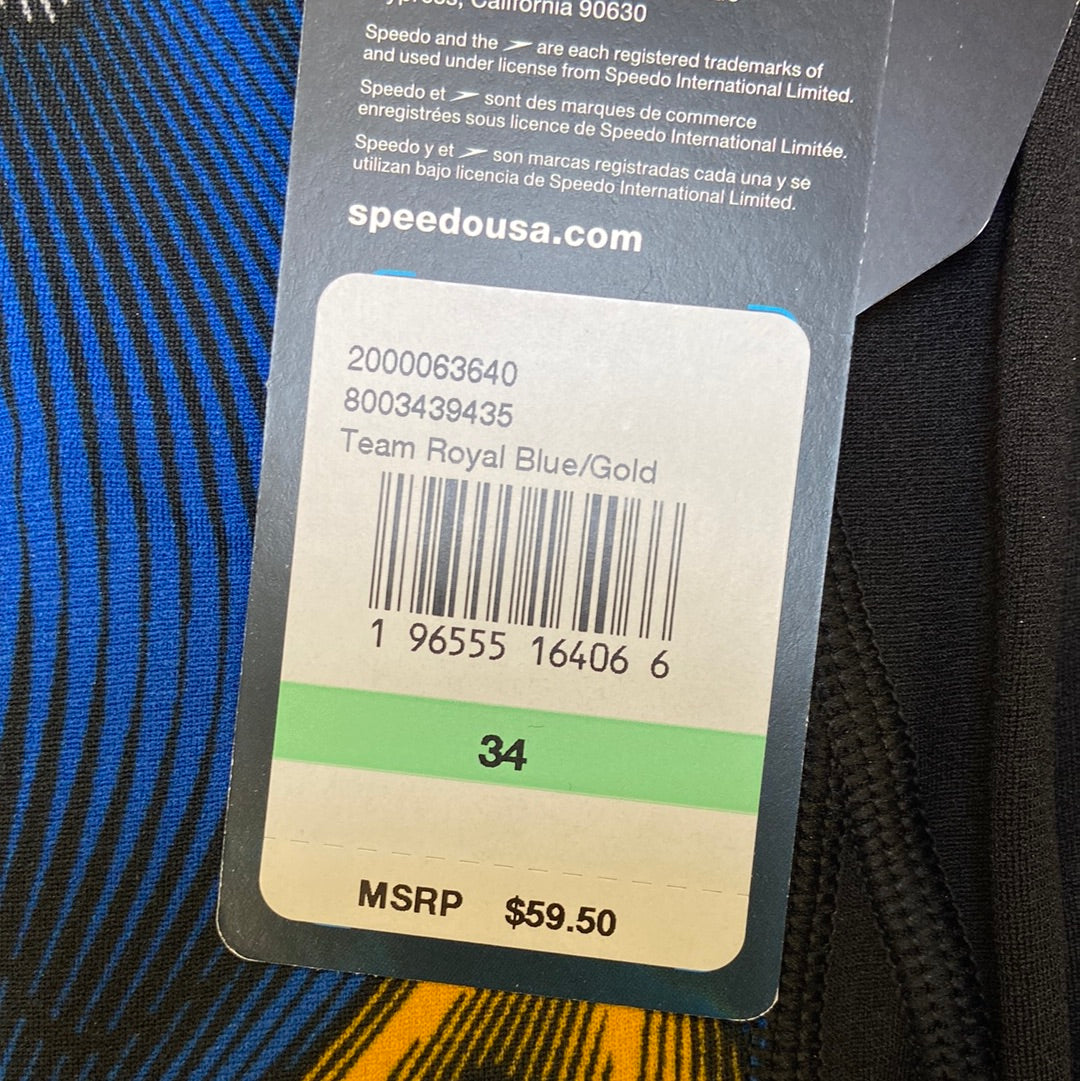 California 90630
Speedo and the are each registered trademarks of
and used under license from Speedo International Limited.
Speedo et sont des marques de commerce
enregistrées sous licence de Speedo International Limitée.
Speedo y et son marcas registradas cada una y se
utilizan bajo licencia de Speedo International Limited.
speedousa.com
2000063640
8003439435
Team Royal Blue/Gold
1 96555 16406 6
34
MSRP $59.50